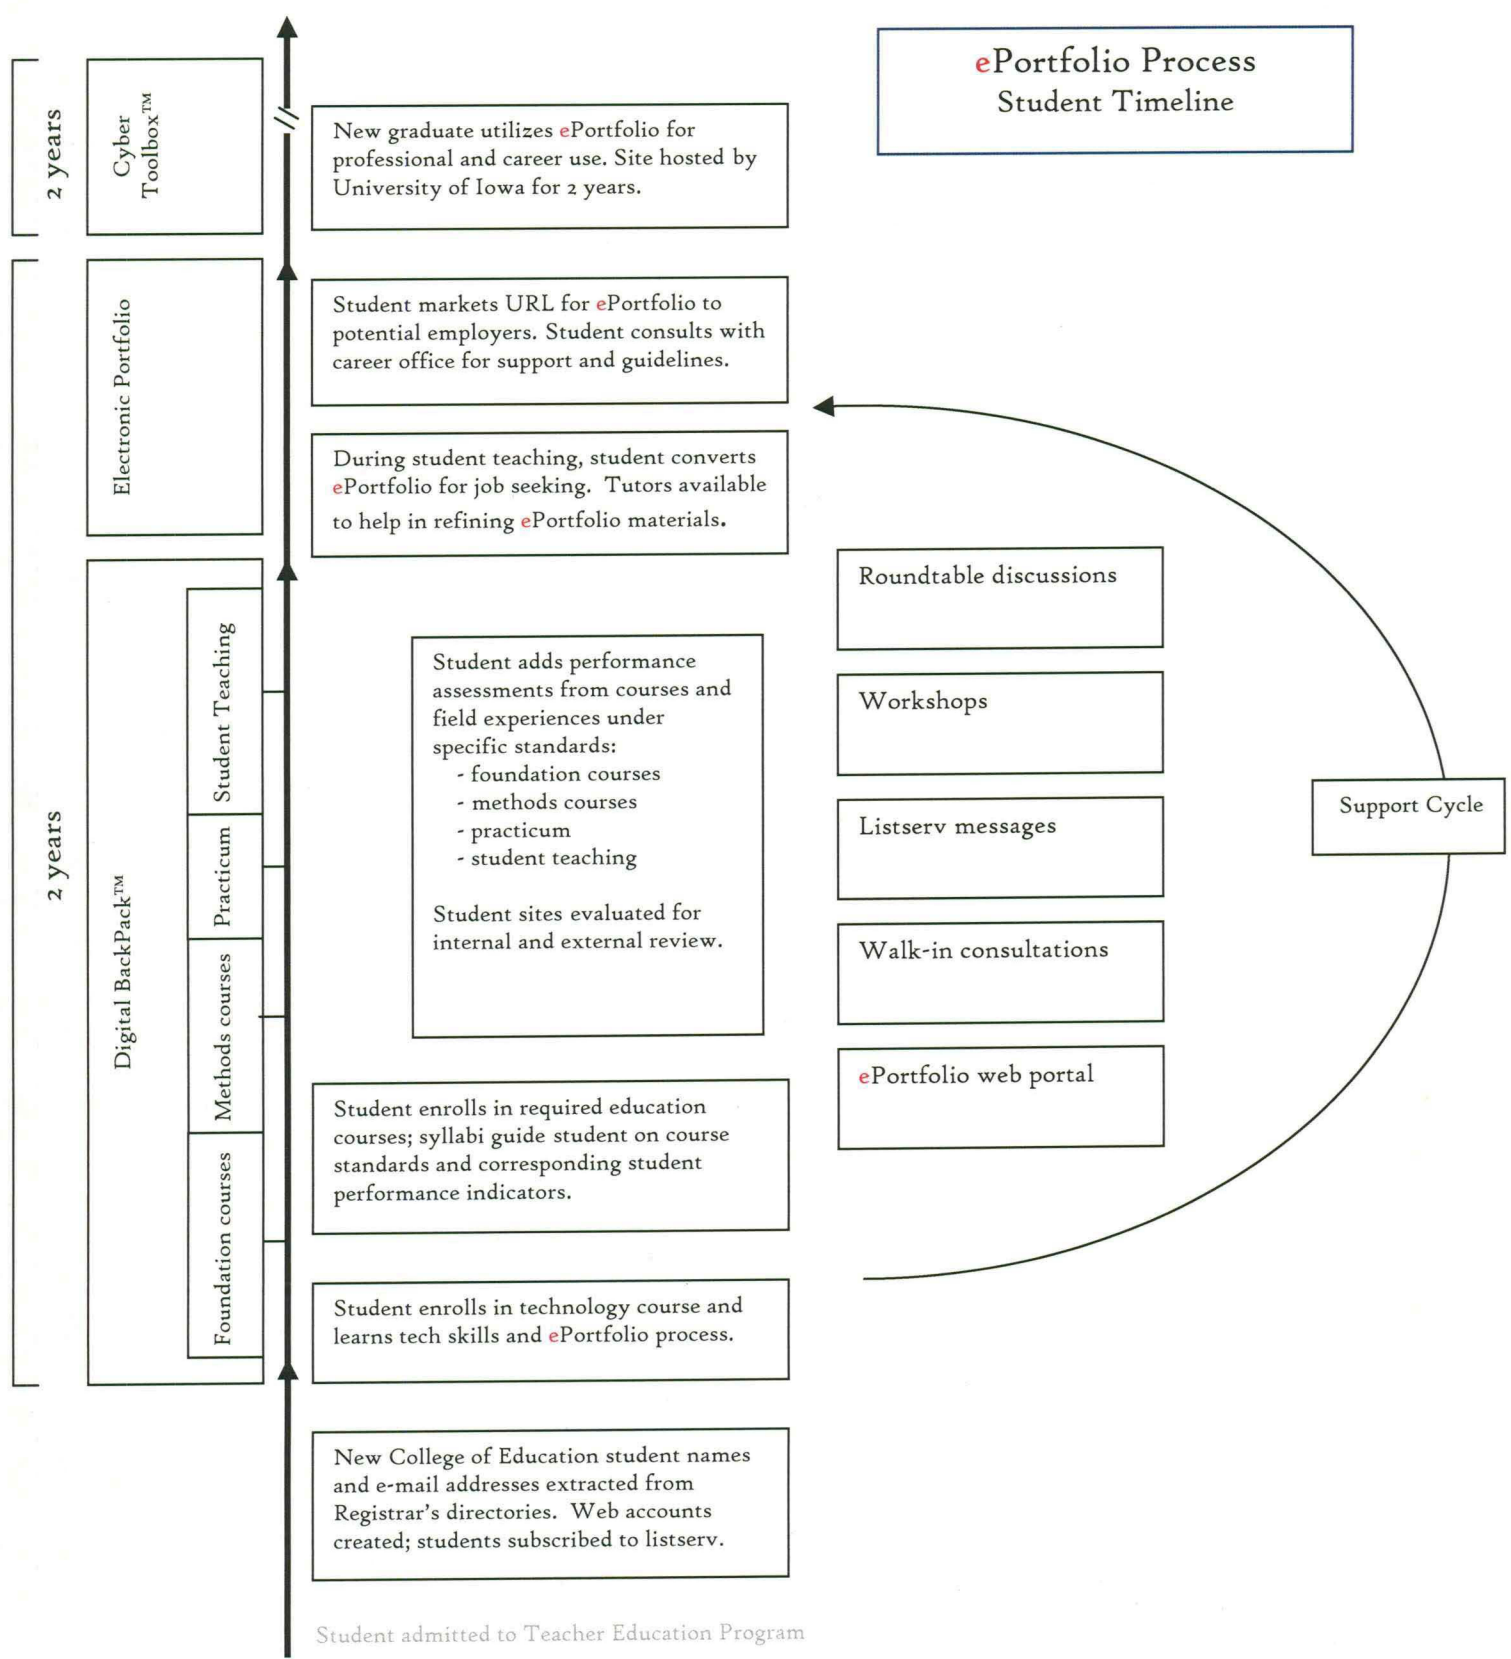 ePortfolio Process
Student Timeline
2 years
Cyber
Toolbox™
New graduate utilizes ePortfolio for
professional and career use. Site hosted by
University of Iowa for 2 years.
2 years
Electronic Portfolio
Student markets URL for ePortfolio to
potential employers. Student consults with
career office for support and guidelines.
During student teaching, student converts
ePortfolio for job seeking.  Tutors available
to help in refining ePortfolio materials.
Digital BackPack™
Student Teaching
Practicum
Methods courses
Foundation courses
Student adds performance
assessments from courses and
field experiences under
specific standards:
- foundation courses
- methods courses
- practicum
- student teaching
Student sites evaluated for
internal and external review.
Student enrolls in required education
courses; syllabi guide student on course
standards and corresponding student
performance indicators.
Student enrolls in technology course and
learns tech skills and ePortfolio process.
New College of Education student names
and e-mail addresses extracted from
Registrar's directories.  Web accounts
created; students subscribed to listserv.
Student admitted to Teacher Education Program
Roundtable discussions
Workshops
Listserv messages
Walk-in consultations
ePortfolio web portal
Support Cycle